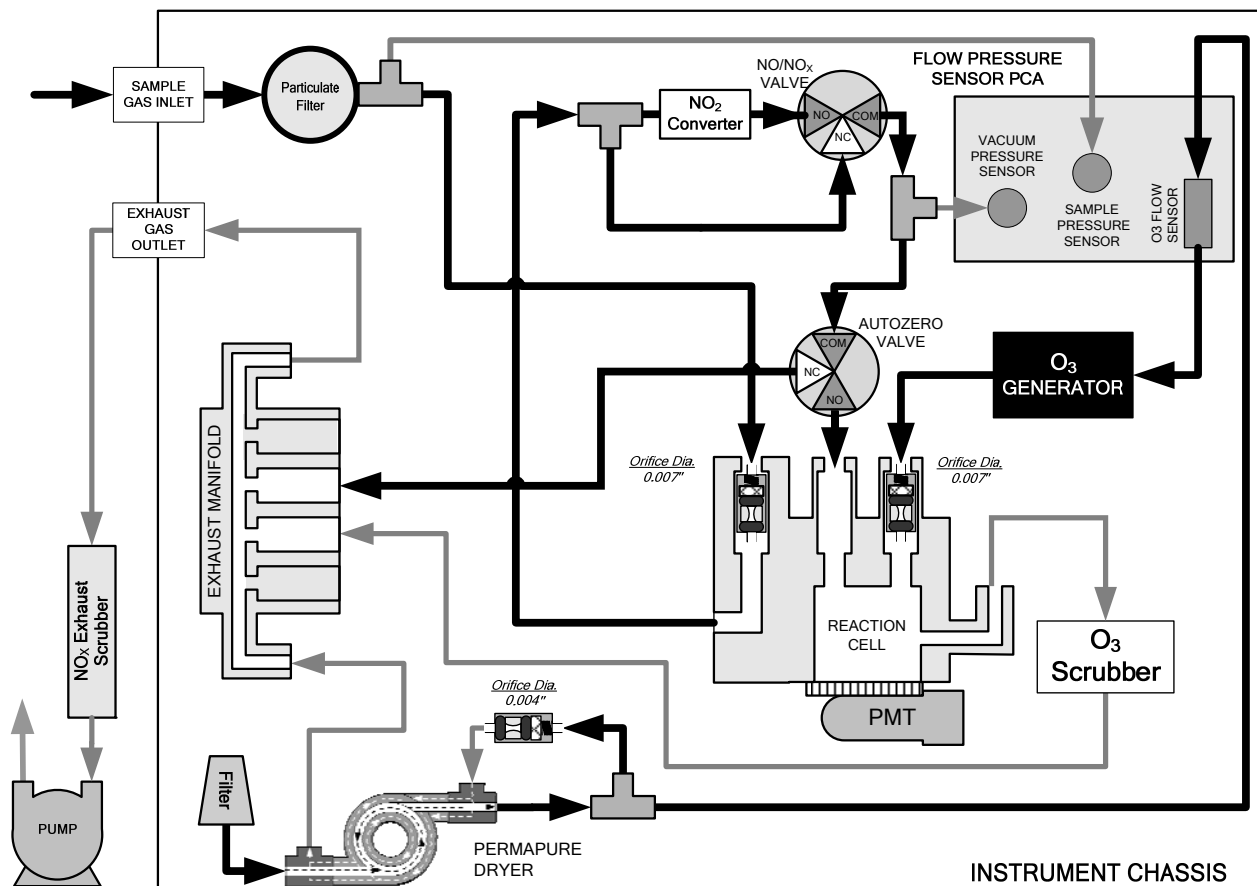 SAMPLE
GAS INLET
Particulate
Filter
NO/NOX
VALVE
FLOW PRESSURE
SENSOR PCA
NO2
Converter
NO
COM
NC
VACUUM
PRESSURE
SENSOR
SAMPLE
PRESSURE
SENSOR
O3 FLOW
SENSOR
EXHAUST
GAS
OUTLET
AUTOZERO
VALVE
COM
NC
NO
O3
GENERATOR
EXHAUST MANIFOLD
Orifice Dia.
0.007"
Orifice Dia.
0.007"
NOX Exhaust
Scrubber
REACTION
CELL
O3
Scrubber
Orifice Dia.
0.004"
PMT
Filter
PUMP
PERMAPURE
DRYER
INSTRUMENT CHASSIS